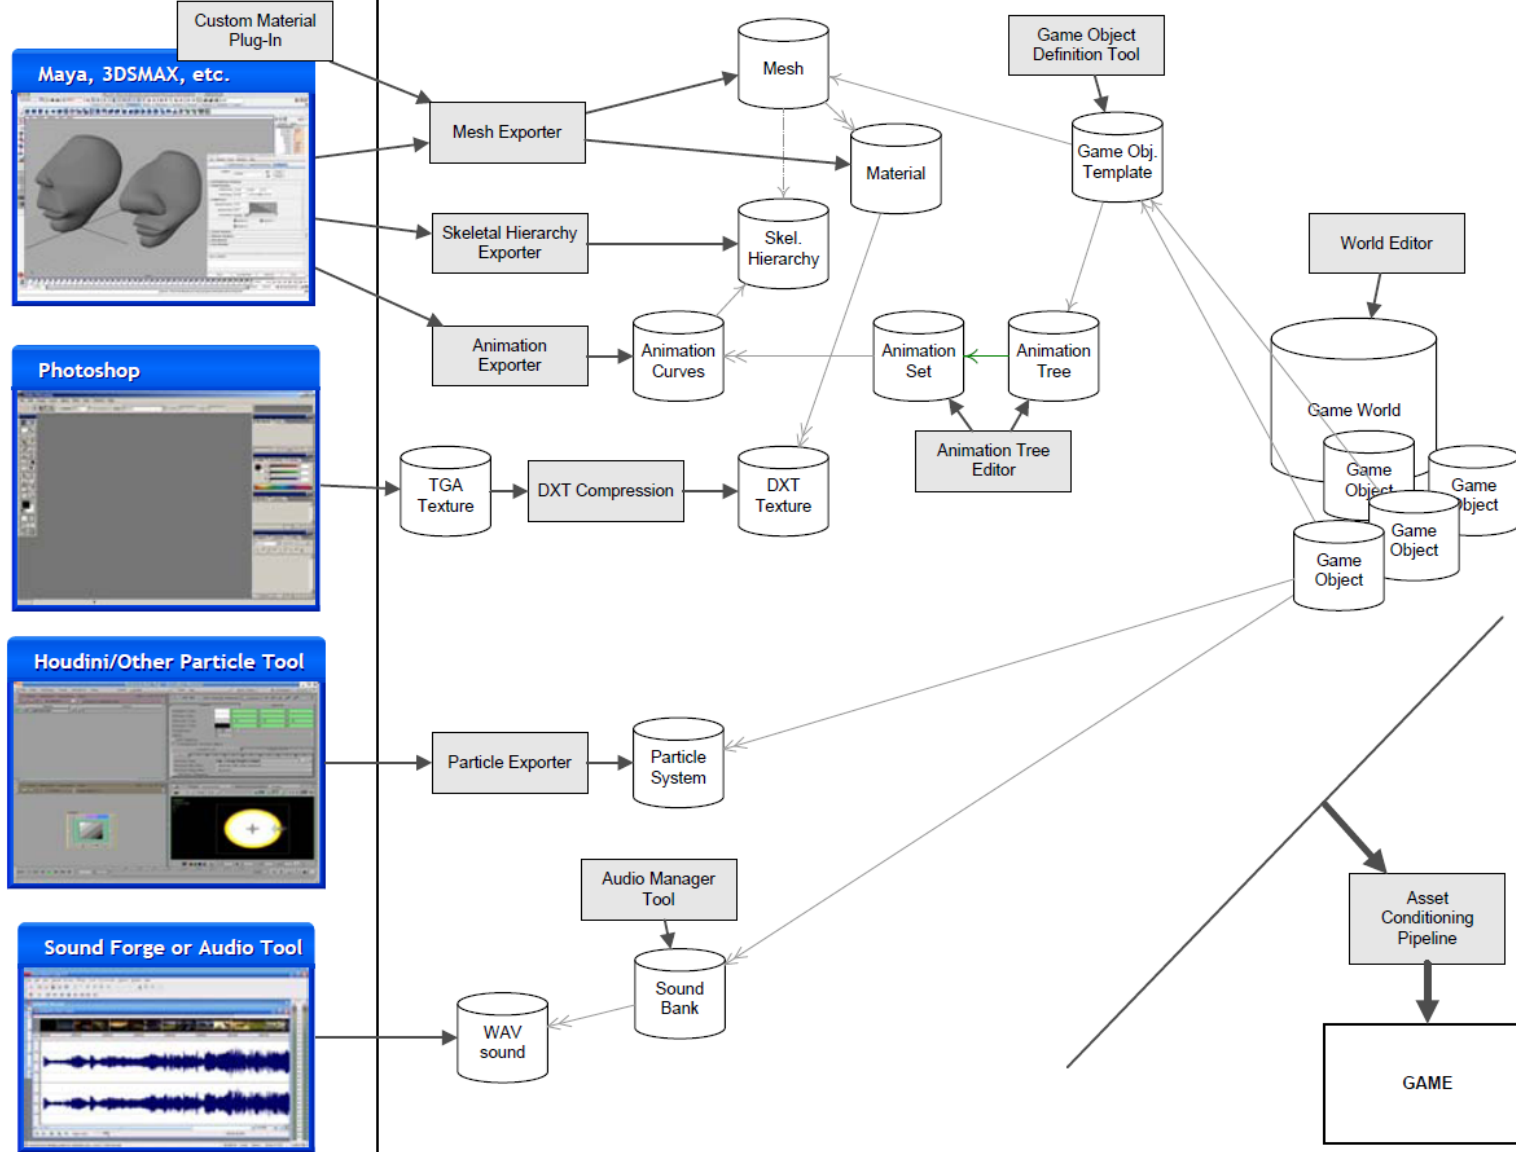 Custom Material
Plug-In
Maya, 3DSMAX, etc.
Mesh Exporter
Mesh
Game Object
Definition Tool
Material
Game Obj.
Template
Skeletal Hierarchy
Exporter
Skel.
Hierarchy
World Editor
Animation
Exporter
Animation
Curves
Animation
Set
Animation
Tree
Animation Tree
Editor
Photoshop
TGA
Texture
DXT Compression
DXT
Texture
Game World
Game
Object
Game
Object
Game
Object
Game
Object
Houdini/Other Particle Tool
Particle Exporter
Particle
System
Audio Manager
Tool
Asset
Conditioning
Pipeline
Sound Forge or Audio Tool
Sound
Bank
WAV
sound
GAME